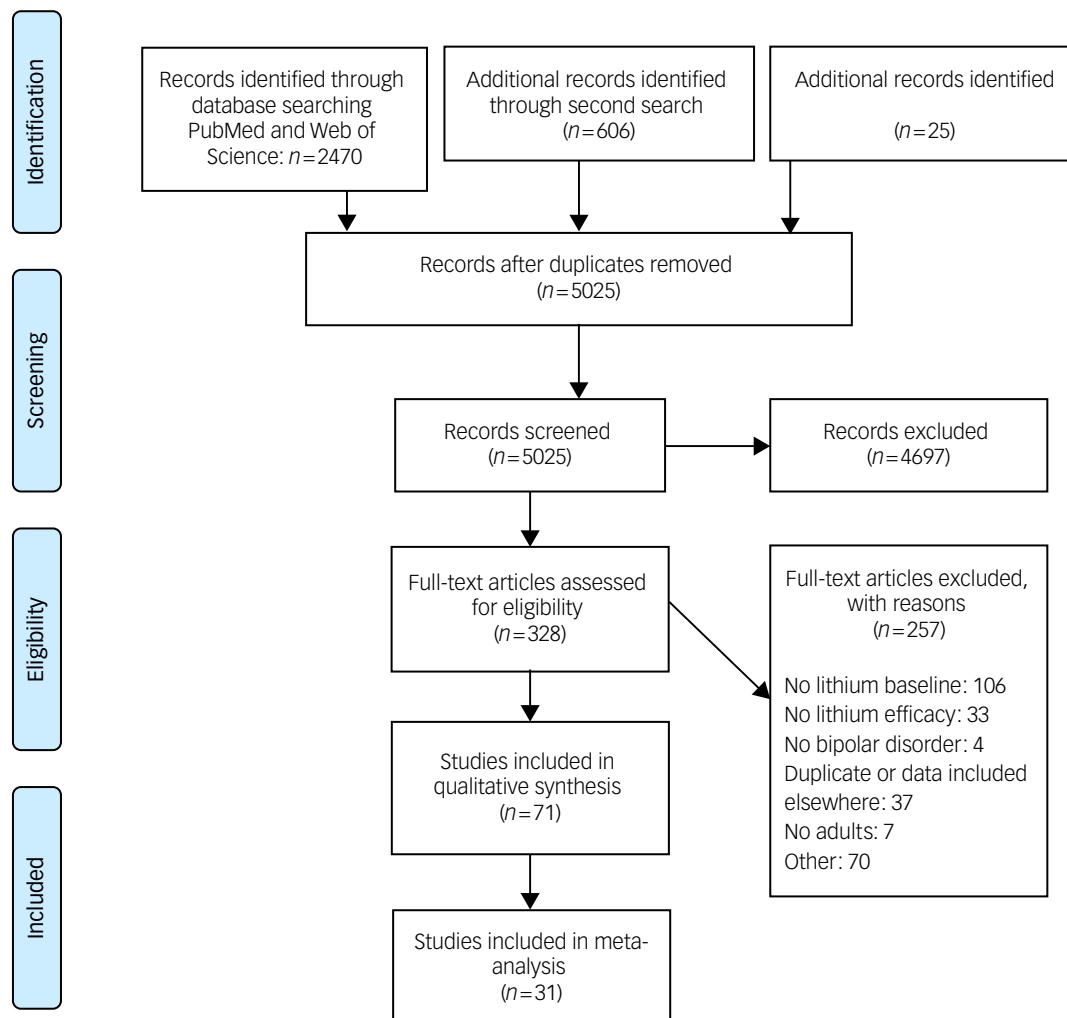 Identification
Records identified through
database searching
PubMed and Web of
Science: n=2470
Additional records identified
through second search
(n=606)
Additional records identified
(n=25)
Records after duplicates removed
(n=5025)
Screening
Records screened
(n=5025)
Records excluded
(n=4697)
Eligibility
Full-text articles assessed
for eligibility
(n=328)
Full-text articles excluded,
with reasons
(n=257)
No lithium baseline: 106
No lithium efficacy: 33
No bipolar disorder: 4
Duplicate or data included
elsewhere: 37
No adults: 7
Other: 70
Included
Studies included in
qualitative synthesis
(n=71)
Studies included in meta-
analysis
(n=31)